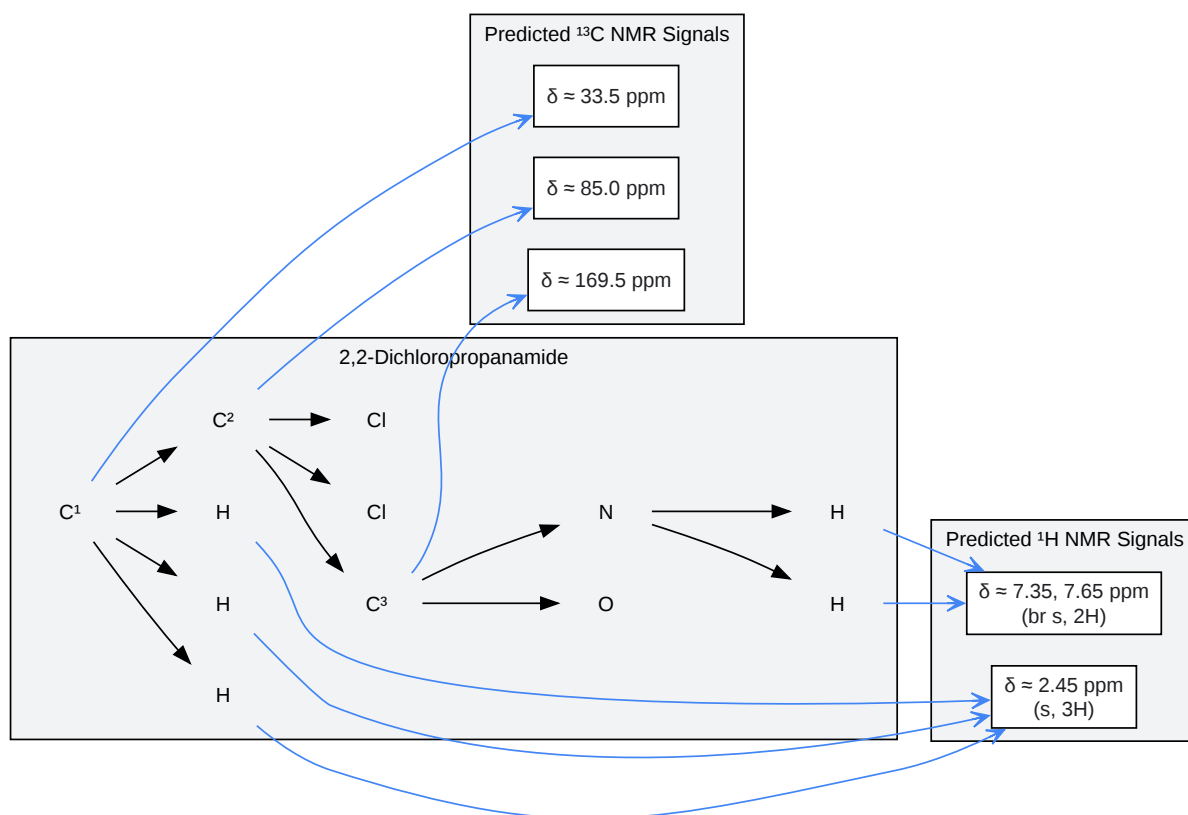 Predicted ¹³C NMR Signals
δ ≈ 33.5 ppm
δ ≈ 85.0 ppm
δ ≈ 169.5 ppm
2,2-Dichloropropanamide
C² Cl
C¹ H Cl N H
H C³ O H
H
Predicted ¹H NMR Signals
δ ≈ 7.35, 7.65 ppm
(br s, 2H)
δ ≈ 2.45 ppm
(s, 3H)